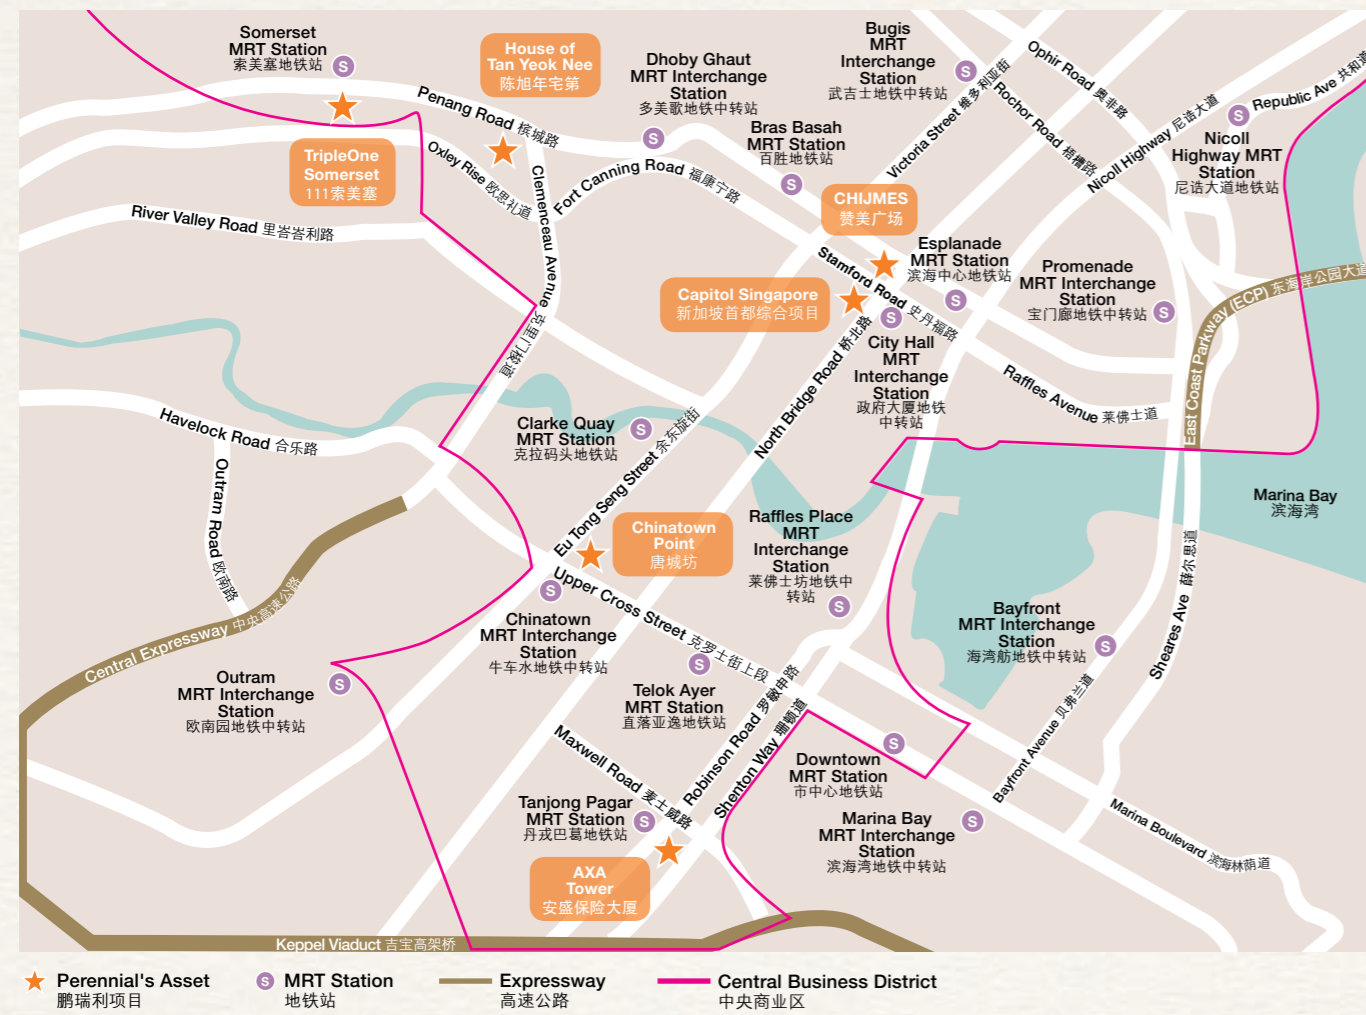 Somerset
MRT Station
索美塞地铁站
House of
Tan Yeok Nee
陈旭年宅第
Dhoby Ghaut
MRT Interchange
Station
多美歌地铁中转站
Bugis
MRT
Interchange
Station
武吉士地铁中转站
Ophir Road 奥非路
Rochor Road 梧槽路
Victoria Street 维多利亚街
Nicoll Highway 尼诰大道
Republic Ave 共和道
Nicoll
Highway MRT
Station
尼诰大道地铁站
Penang Road 槟城路
Bras Basah
MRT Station
百胜地铁站
TripleOne
Somerset
111索美塞
Oxley Rise 欧思礼道
Clemenceau Avenue 克里门梭道
Fort Canning Road 福康宁路
CHIJMES
赞美广场
River Valley Road 里峇峇利路
Esplanade
MRT Station
滨海中心地铁站
Promenade
MRT Interchange
Station
宝门廊地铁中转站
Stamford Road 史丹福路
Capitol Singapore
新加坡首都综合项目
East Coast Parkway (ECP) 东海岸公园大道
City Hall
MRT
Interchange
Station
政府大厦地铁
中转站
North Bridge Road 桥北路
Raffles Avenue 莱佛士道
Havelock Road 合乐路
Clarke Quay
MRT Station
克拉码头地铁站
Eu Tong Seng Street 余东旋街
Outram Road 欧南路
Marina Bay
滨海湾
Chinatown
Point
唐城坊
Raffles Place
MRT
Interchange
Station
莱佛士坊地铁中
转站
Sheares Ave 薛尔思道
Central Expressway 中央高速公路
Upper Cross Street 克罗士街上段
Chinatown
MRT Interchange
Station
牛车水地铁中转站
Bayfront
MRT Interchange
Station
海湾舫地铁中转站
Outram
MRT Interchange
Station
欧南园地铁中转站
Telok Ayer
MRT Station
直落亚逸地铁站
Robinson Road 罗敏申路
Shenton Way 珊顿道
Bayfront Avenue 贝弗兰道
Maxwell Road 麦士威路
Downtown
MRT Station
市中心地铁站
Tanjong Pagar
MRT Station
丹戎巴葛地铁站
Marina Bay
MRT Interchange
Station
滨海湾地铁中转站
Marina Boulevard 滨海林荫道
AXA
Tower
安盛保险大厦
Keppel Viaduct 吉宝高架桥
Perennial's Asset
鹏瑞利项目
S MRT Station
地铁站
Expressway
高速公路
Central Business District
中央商业区